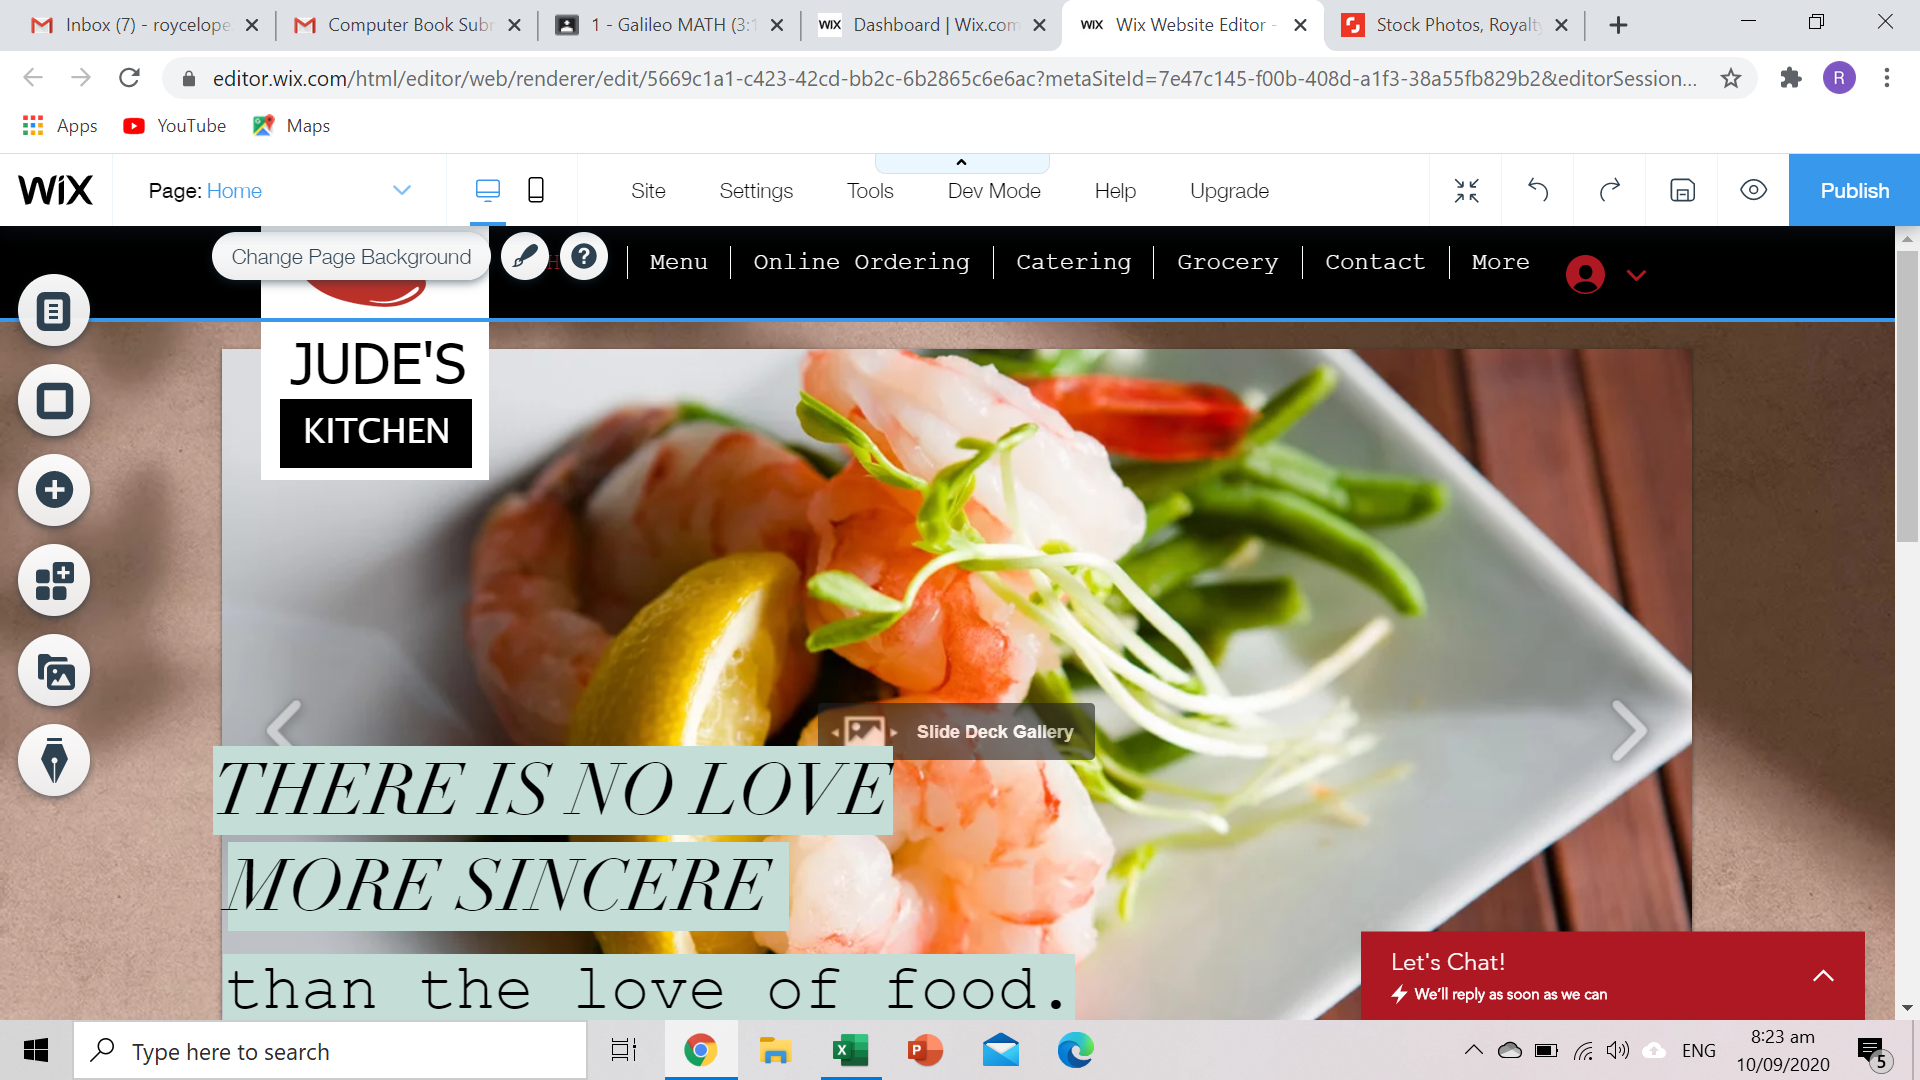 Inbox (7) - roycelope
Computer Book Subr
1 - Galileo MATH (3:1
WIX Dashboard | Wix.com
WIX Wix Website Editor -
Stock Photos, Royalt
editor.wix.com/html/editor/web/renderer/edit/5669c1a1-c423-42cd-bb2c-6b2865c6e6ac?metaSiteId=7e47c145-f00b-408d-a1f3-38a55fb829b2&editorSession...
R
Apps
YouTube
Maps
WIX
Page: Home
Site
Settings
Tools
Dev Mode
Help
Upgrade
Publish
Change Page Background
?
Menu
Online Ordering
Catering
Grocery
Contact
More
JUDE'S
KITCHEN
Slide Deck Gallery
THERE IS NO LOVE
MORE SINCERE
than the love of food.
Let's Chat!
We'll reply as soon as we can
Type here to search
ENG
8:23 am
10/09/2020
5